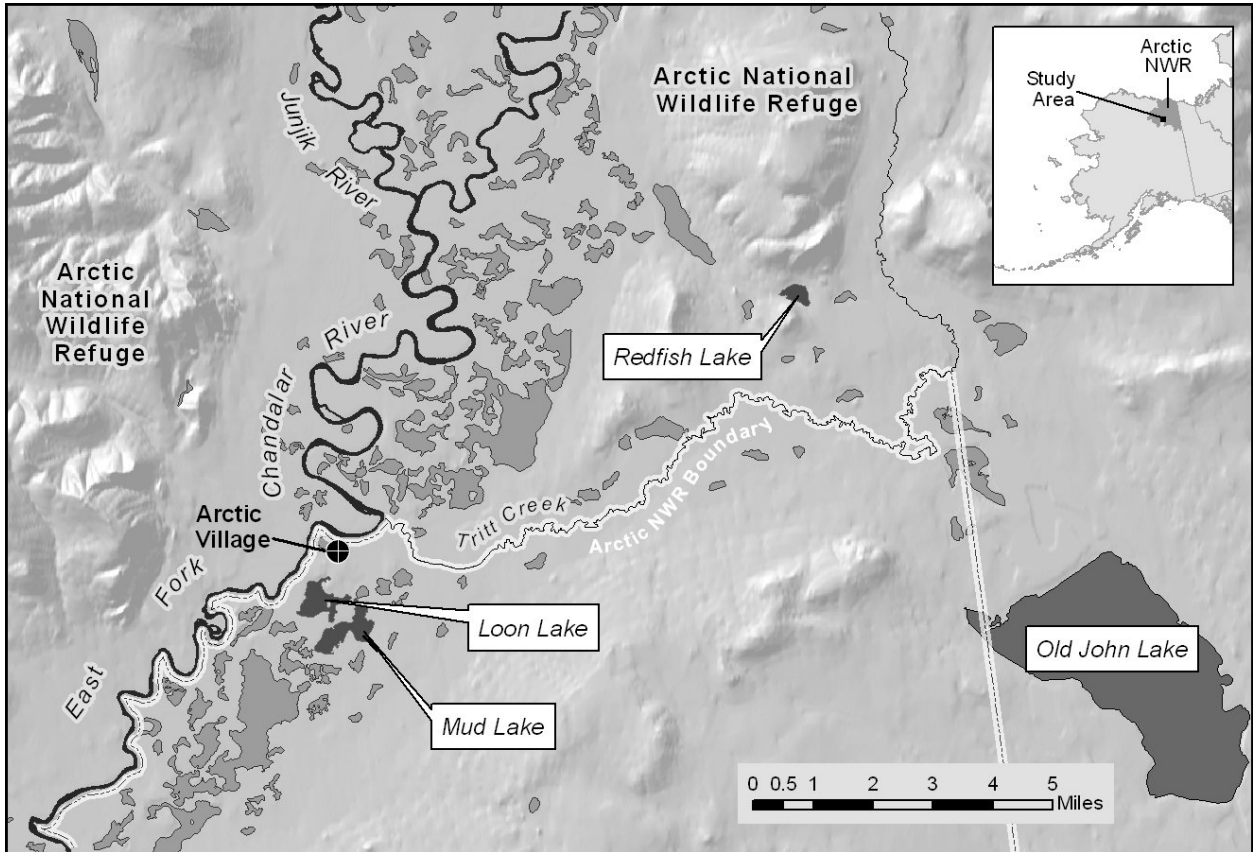 Arctic National
Wildlife Refuge
Arctic
NWR
Study
Area
Junjik
River
Arctic
National
Wildlife
Refuge
Redfish Lake
East Fork Chandalar River
Tritt Creek
Arctic NWR Boundary
Arctic
Village
Loon Lake
Old John Lake
Mud Lake
0 0.5 1 2 3 4 5
Miles